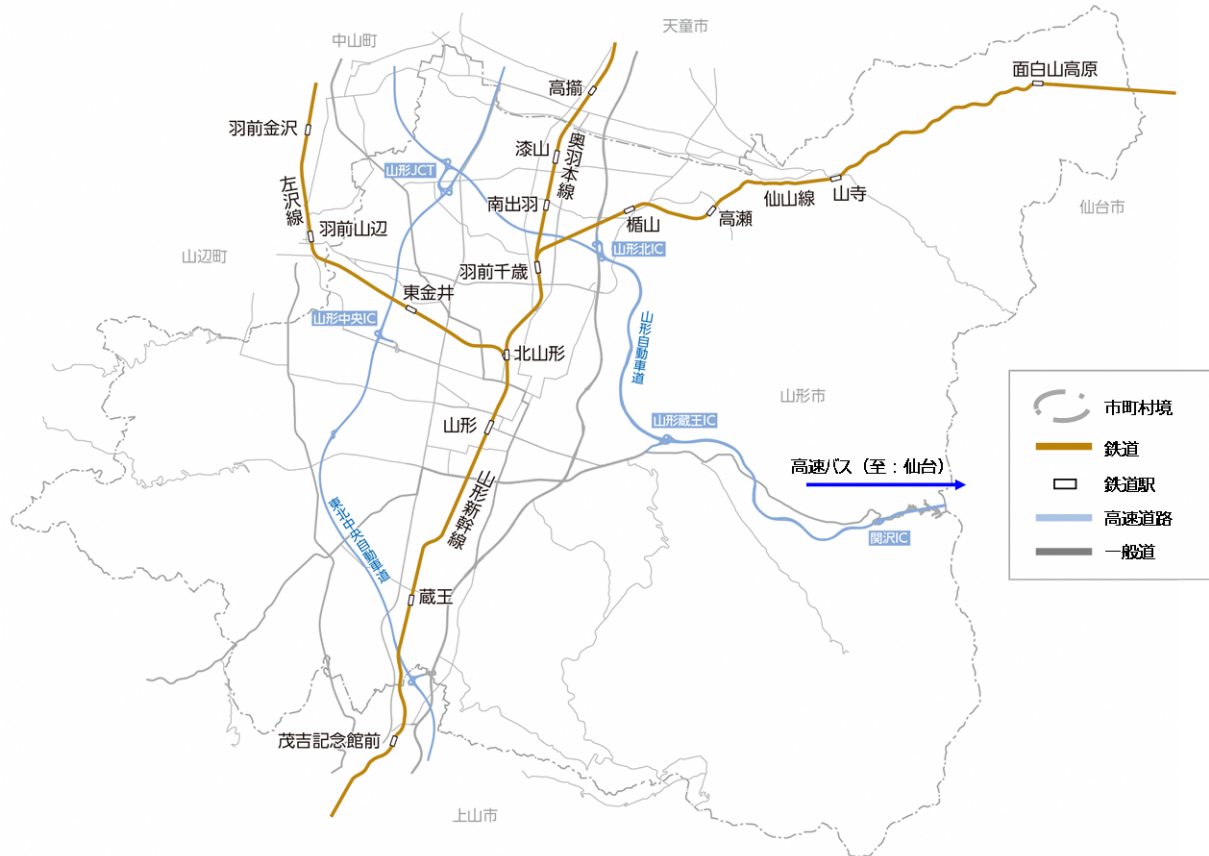 中山町
天童市
面白山高原
高擶
羽前金沢
漆山
奥羽本線
山形JCT
左沢線
南出羽
仙山線
山寺
楯山
高瀬
仙台市
羽前山辺
山辺町
山形北IC
羽前千歳
東金井
山形中央IC
山形自動車道
北山形
山形市
市町村境
山形
山形蔵王IC
鉄道
高速バス（至：仙台）
鉄道駅
山形新幹線
高速道路
関沢IC
東北中央自動車道
一般道
蔵王
茂吉記念館前
上山市